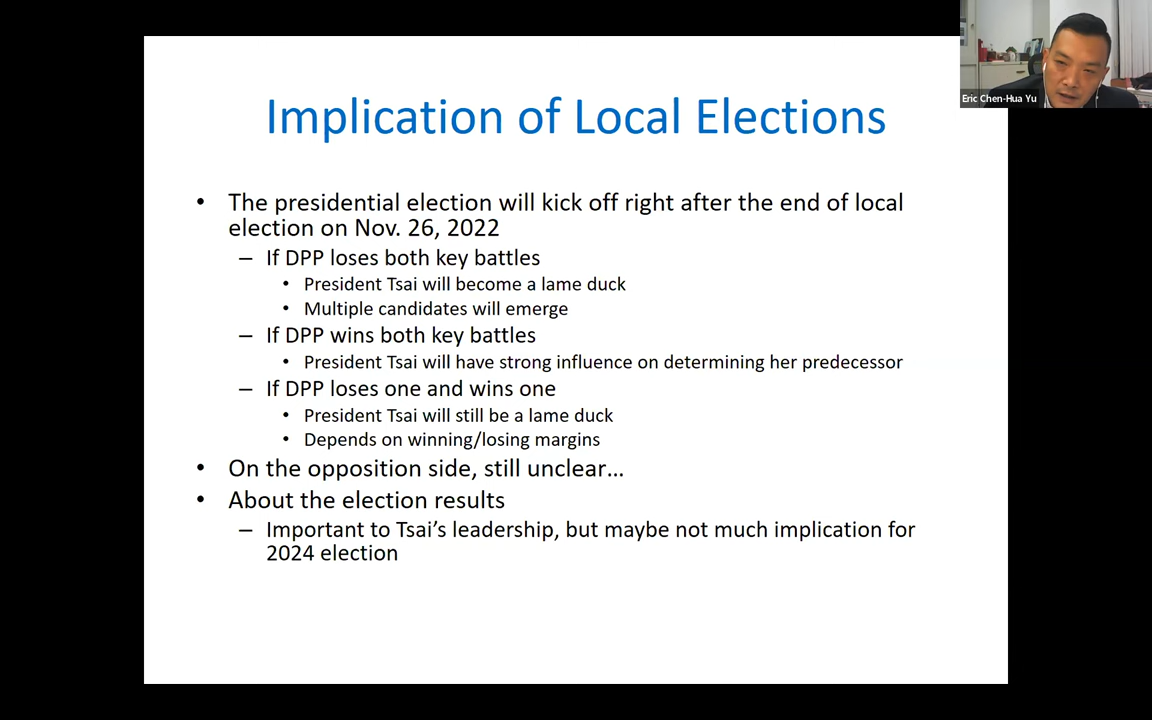 Eric Chen-Hua Yu
Implication of Local Elections
• The presidential election will kick off right after the end of local
election on Nov. 26, 2022
– If DPP loses both key battles
• President Tsai will become a lame duck
• Multiple candidates will emerge
– If DPP wins both key battles
• President Tsai will have strong influence on determining her predecessor
– If DPP loses one and wins one
• President Tsai will still be a lame duck
• Depends on winning/losing margins
• On the opposition side, still unclear…
• About the election results
– Important to Tsai’s leadership, but maybe not much implication for
2024 election